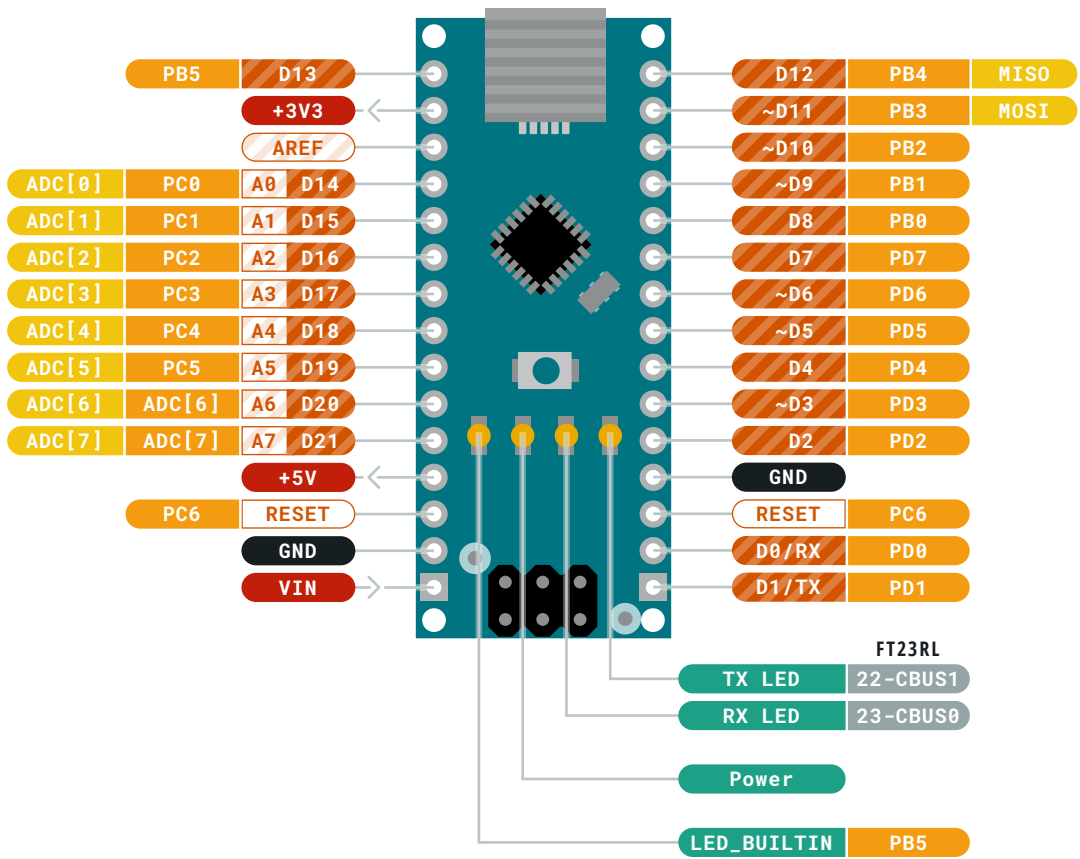 PB5 D13
+3V3
AREF
ADC[0] PC0 A0 D14
ADC[1] PC1 A1 D15
ADC[2] PC2 A2 D16
ADC[3] PC3 A3 D17
ADC[4] PC4 A4 D18
ADC[5] PC5 A5 D19
ADC[6] ADC[6] A6 D20
ADC[7] ADC[7] A7 D21
+5V
PC6 RESET
GND
VIN
D12 PB4 MISO
~D11 PB3 MOSI
~D10 PB2
~D9 PB1
D8 PB0
D7 PD7
~D6 PD6
~D5 PD5
D4 PD4
~D3 PD3
D2 PD2
GND
RESET PC6
D0/RX PD0
D1/TX PD1
FT23RL
TX LED 22-CBUS1
RX LED 23-CBUS0
Power
LED_BUILTIN PB5